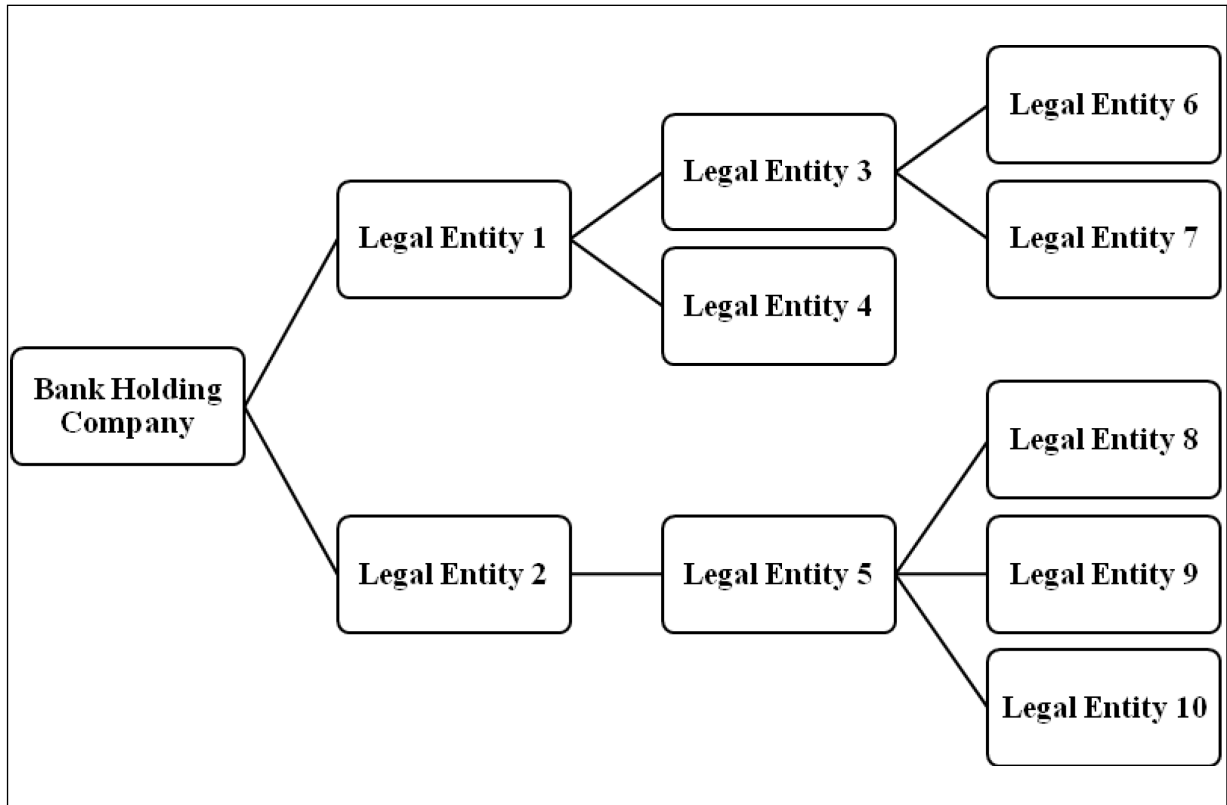 Bank Holding
Company
Legal Entity 1
Legal Entity 2
Legal Entity 3
Legal Entity 4
Legal Entity 5
Legal Entity 6
Legal Entity 7
Legal Entity 8
Legal Entity 9
Legal Entity 10